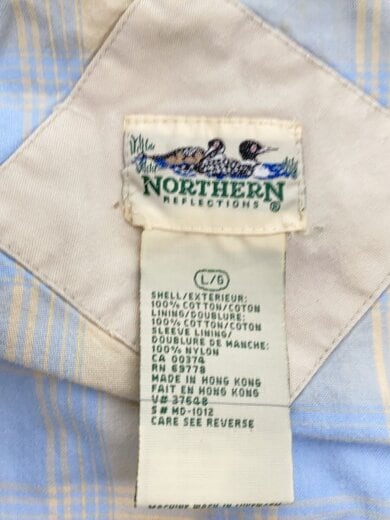 NORTHERN
REFLECTIONS ®
L/G
SHELL/EXTERIEUR:
100% COTTON/COTON
LINING/DOUBLURE:
100% COTTON/COTON
SLEEVE LINING/
DOUBLURE DE MANCHE:
100% NYLON
CA 00374
RN 69778
MADE IN HONG KONG
FAIT EN HONG KONG
V# 37648
S# MD-1012
CARE SEE REVERSE